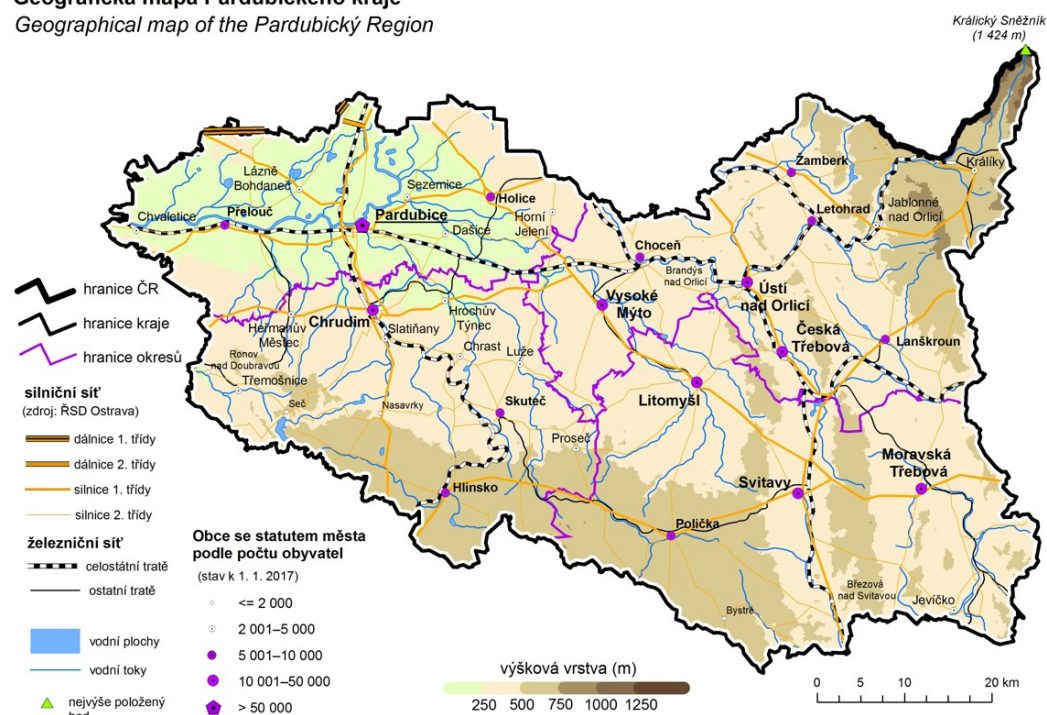 Geografická mapa Pardubického kraje
Geographical map of the Pardubický Region
Králický Sněžník
(1 424 m)
Žamberk
Králíky
Lázně
Bohdaneč
Sezemice
Holice
Letohrad
Jablonné
nad Orlicí
Chvaletice
Přelouč
Pardubice
Dašice
Horní
Jelení
Choceň
Brandýs
nad Orlicí
Ústí
nad Orlicí
hranice ČR
hranice kraje
hranice okresů
Heřmanův
Městec
Chrudim
Slatiňany
Hrochův
Týnec
Vysoké
Mýto
Česká
Třebová
Lanškroun
Ronov
nad Doubravou
Třemošnice
Chrast
Luže
Litomyšl
Seč
Nasavrky
Skuteč
Proseč
Moravská
Třebová
Hlinsko
Svitavy
Polička
Březová
nad Svitavou
Jevíčko
Bystré
silniční síť
(zdroj: ŘSD Ostrava)
dálnice 1. třídy
dálnice 2. třídy
silnice 1. třídy
silnice 2. třídy
železniční síť
celostátní tratě
ostatní tratě
vodní plochy
vodní toky
nejvýše položený
Obce se statutem města
podle počtu obyvatel
(stav k 1. 1. 2017)
<= 2 000
2 001–5 000
5 001–10 000
10 001–50 000
> 50 000
výšková vrstva (m)
250 500 750 1000 1250
0 5 10 20 km